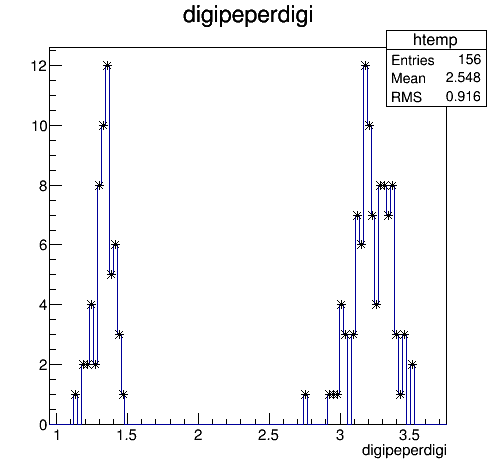 digipeperdigi
htemp
Entries 156
Mean 2.548
RMS 0.916
12
10
8
6
4
2
0
1 1.5 2 2.5 3 3.5
digipeperdigi